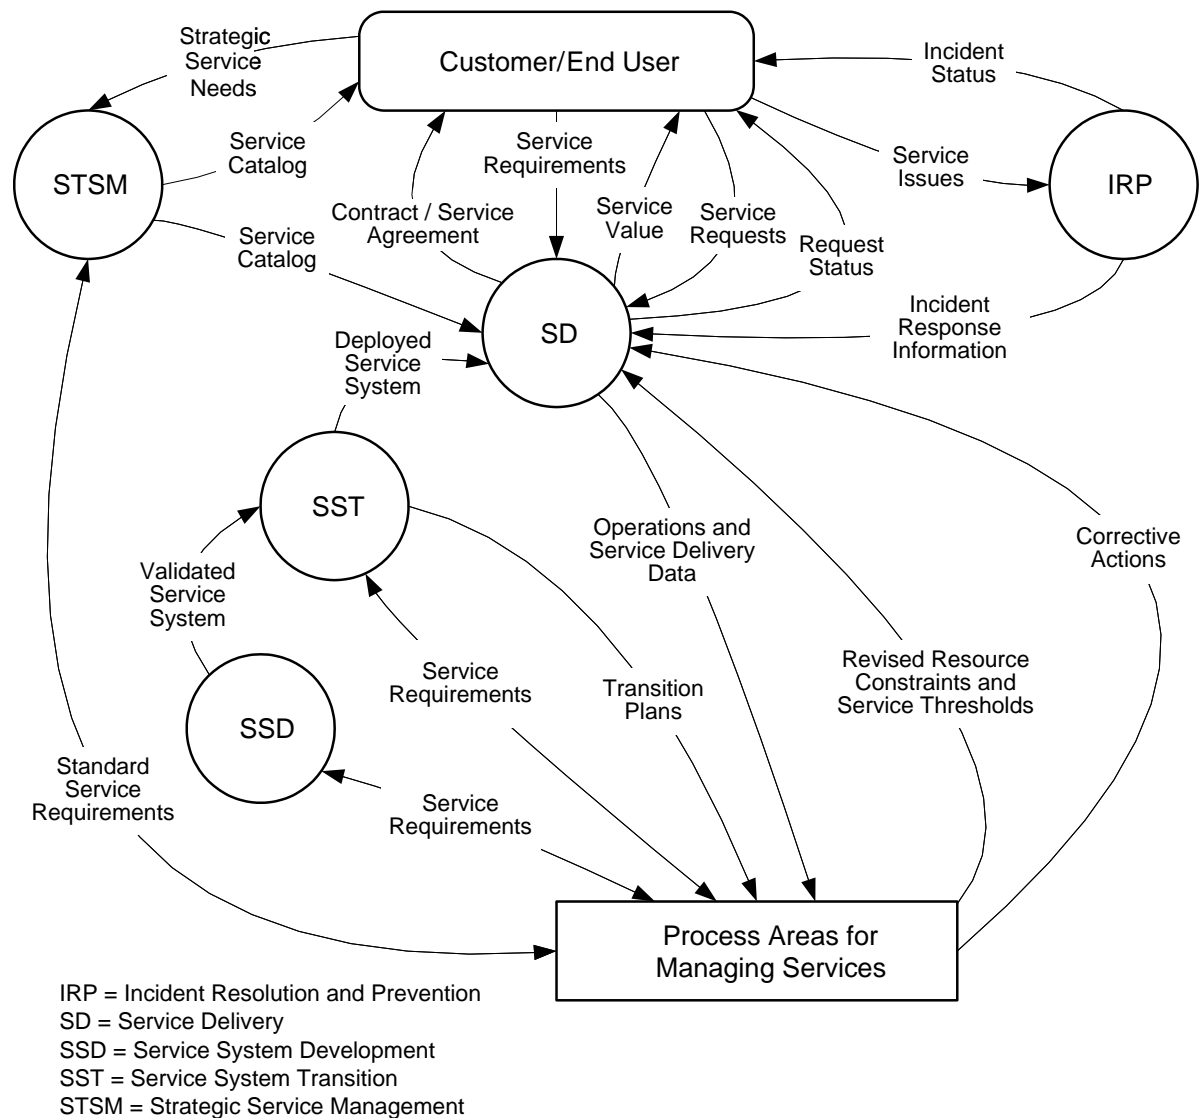 Strategic
Service
Needs
Customer/End User
Incident
Status
Service
Catalog
Service
Requirements
Service
Issues
STSM
IRP
Contract / Service
Agreement
Service
Value
Service
Requests
Request
Status
Service
Catalog
Incident
Response
Information
SD
Deployed
Service
System
SST
Operations and
Service Delivery
Data
Corrective
Actions
Validated
Service
System
Service
Requirements
Transition
Plans
Revised Resource
Constraints and
Service Thresholds
SSD
Standard
Service
Requirements
Service
Requirements
Process Areas for
Managing Services
IRP = Incident Resolution and Prevention
SD = Service Delivery
SSD = Service System Development
SST = Service System Transition
STSM = Strategic Service Management